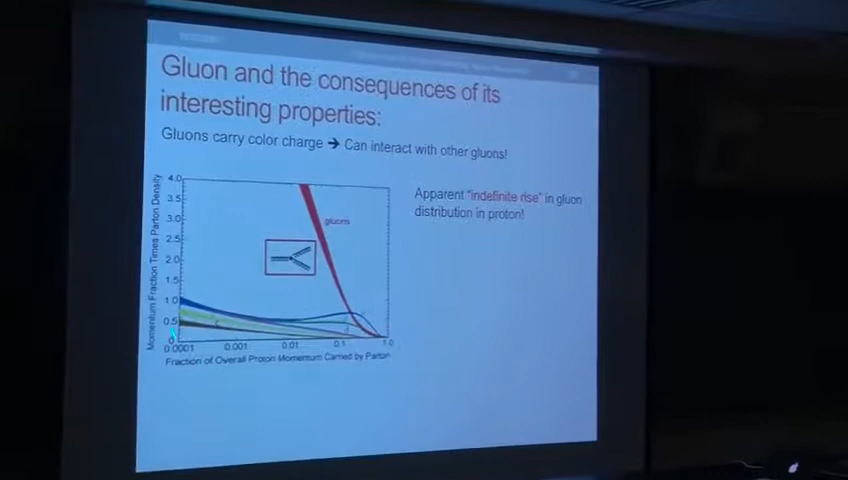 Gluon and the consequences of its
interesting properties:
Gluons carry color charge ➔ Can interact with other gluons!
Apparent "indefinite rise" in gluon
distribution in proton!
Momentum Fraction Times Parton Density
4.0
3.5
3.0
2.5
2.0
1.5
1.0
0.5
0
gluons
d
0.0001 0.001 0.01 0.1 1.0
Fraction of Overall Proton Momentum Carried by Parton